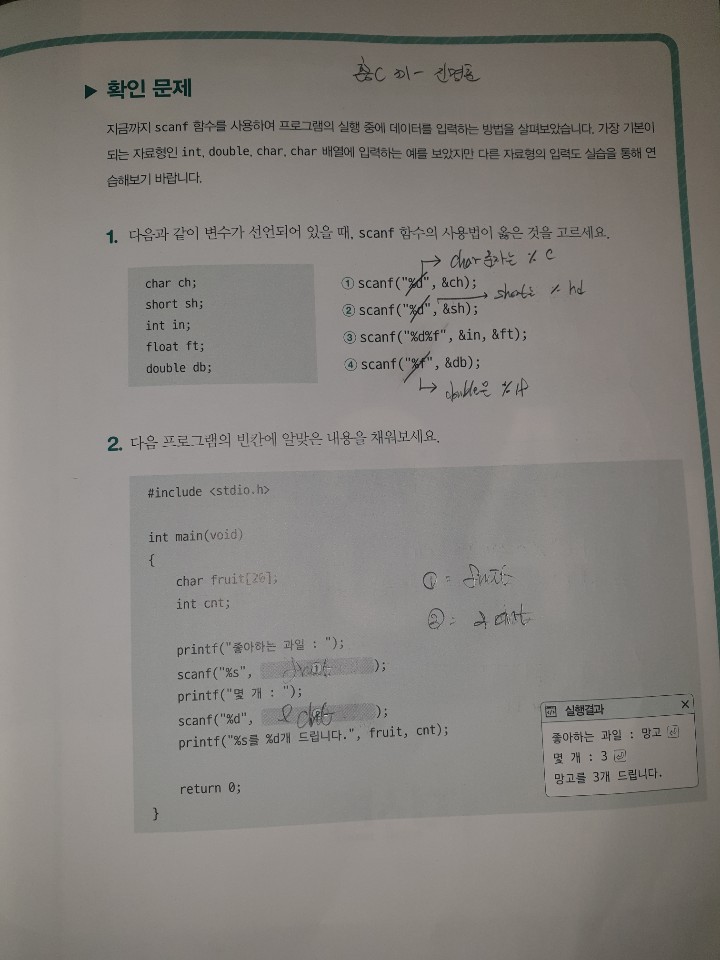 혼C 31 -
▶ 확인 문제
지금까지 scanf 함수를 사용하여 프로그램의 실행 중에 데이터를 입력하는 방법을 살펴보았습니다. 가장 기본이
되는 자료형인 int, double, char, char 배열에 입력하는 예를 보았지만 다른 자료형의 입력도 실습을 통해 연
습해보기 바랍니다.
1. 다음과 같이 변수가 선언되어 있을 때, scanf 함수의 사용법이 옳은 것을 고르세요.
char ch;
short sh;
int in;
float ft;
double db;
→ char 문자는 % c
① scanf("%d", &ch);
② scanf("%d", &sh);
→ short는 % hd
③ scanf("%d%f", &in, &ft);
④ scanf("%f", &db);
→ double은 % lf
2. 다음 프로그램의 빈칸에 알맞은 내용을 채워보세요.
#include <stdio.h>
int main(void)
{
char fruit[20];
int cnt;
① = fruit
② = & cnt
printf("좋아하는 과일 : ");
scanf("%s", fruit );
printf("몇 개 : ");
scanf("%d", & cnt );
printf("%s를 %d개 드립니다.", fruit, cnt);
return 0;
}
실행결과 ×
좋아하는 과일 : 망고
몇 개 : 3
망고를 3개 드립니다.